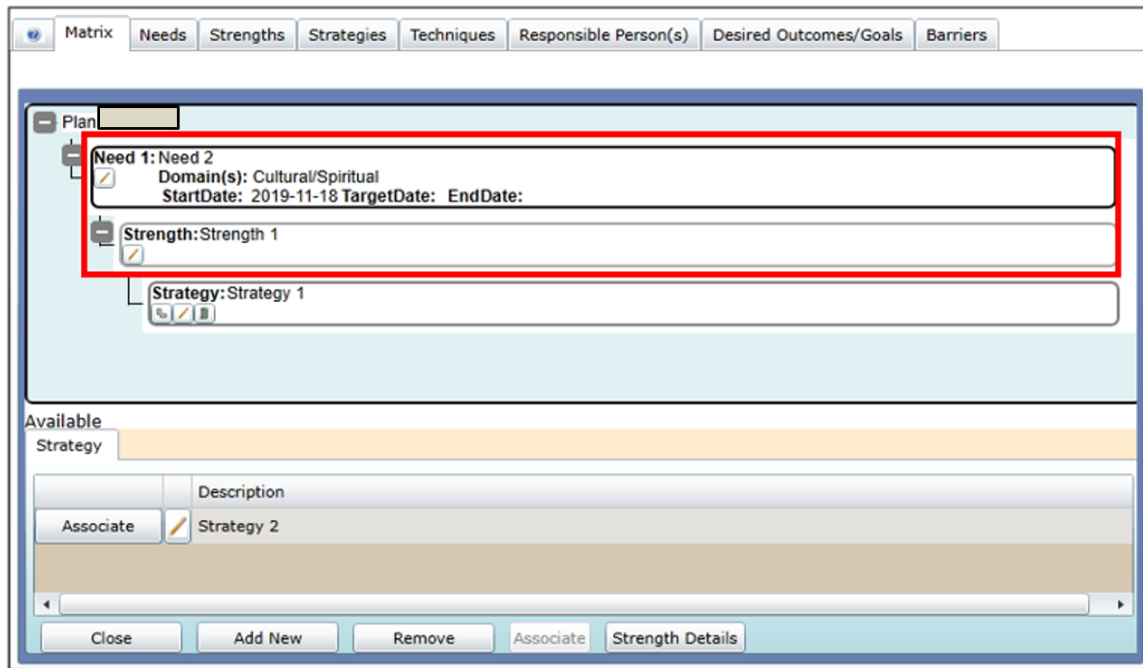 Matrix Needs Strengths Strategies Techniques Responsible Person(s) Desired Outcomes/Goals Barriers
Plan
Need 1: Need 2
Domain(s): Cultural/Spiritual
StartDate: 2019-11-18 TargetDate: EndDate:
Strength: Strength 1
Strategy: Strategy 1
Available
Strategy
Description
Associate Strategy 2
Close Add New Remove Associate Strength Details